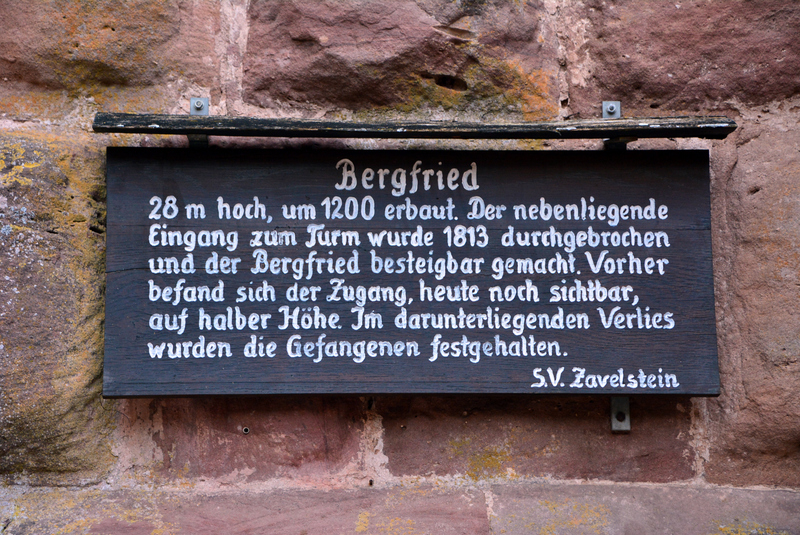 Bergfried
28 m hoch, um 1200 erbaut. Der nebenliegende
Eingang zum Turm wurde 1813 durchgebrochen
und der Bergfried besteigbar gemacht. Vorher
befand sich der Zugang, heute noch sichtbar,
auf halber Höhe. Im darunterliegenden Verlies
wurden die Gefangenen festgehalten.
S.V. Zavelstein